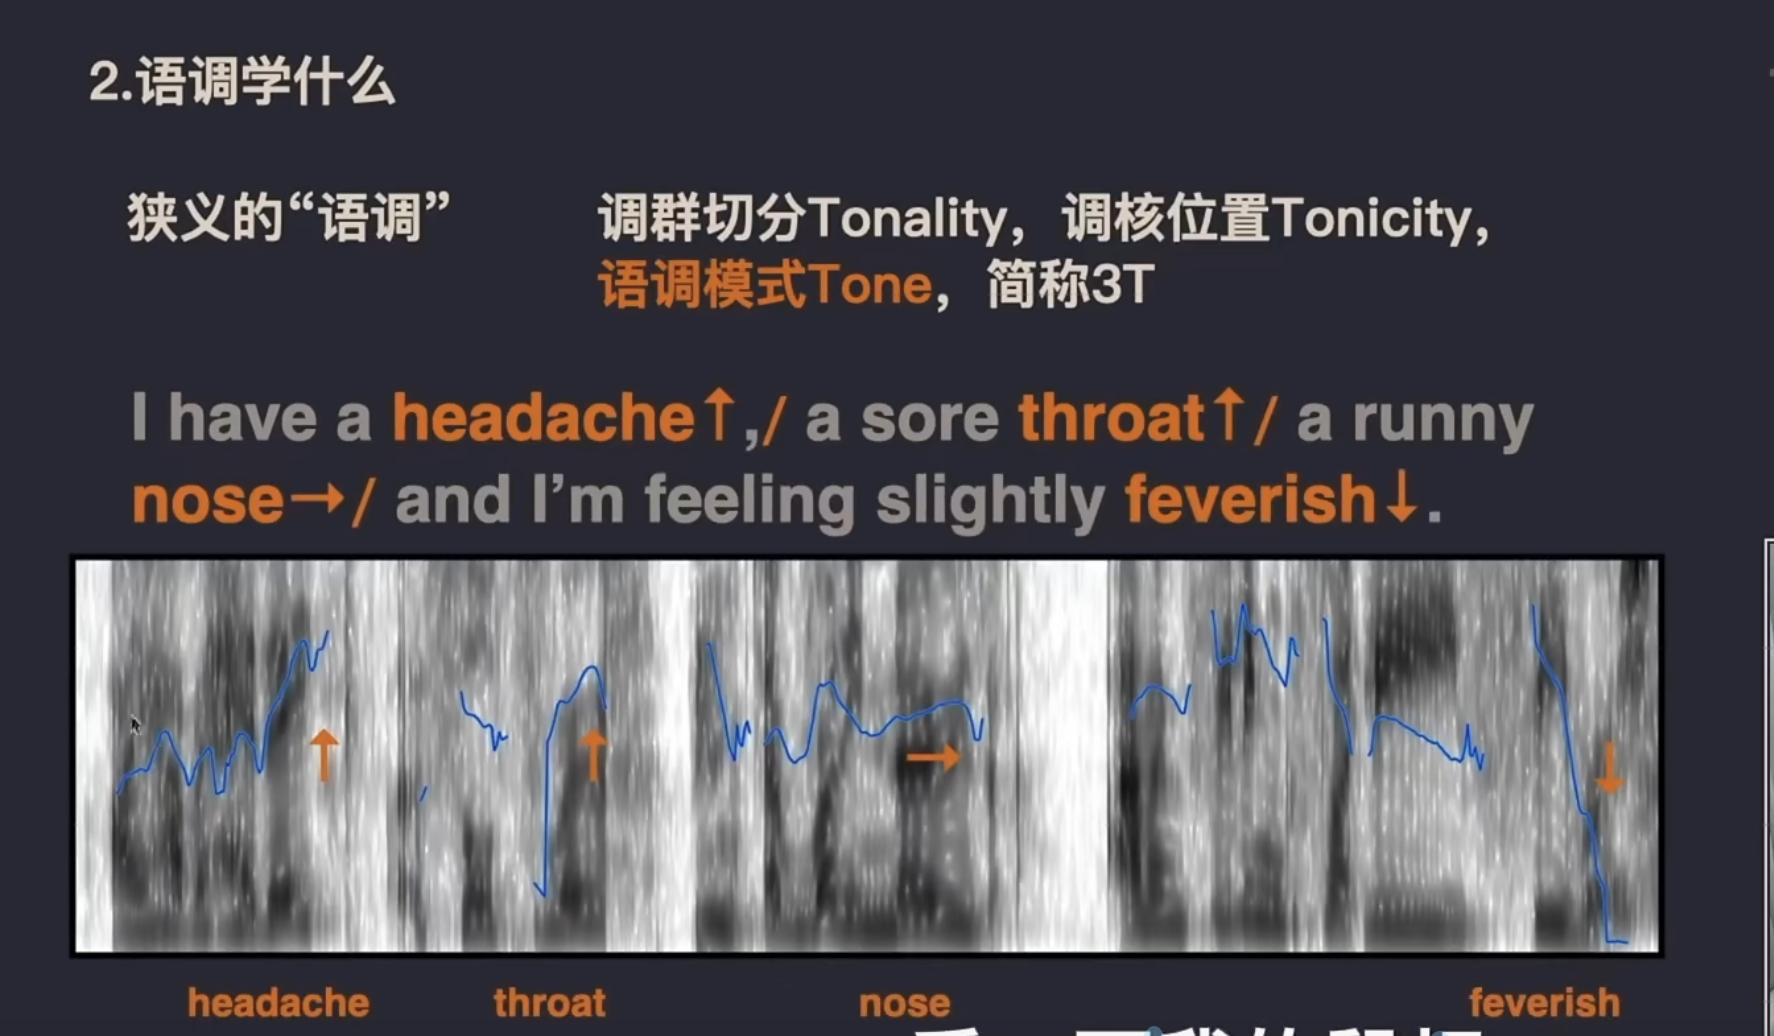 2.语调学什么
狭义的“语调”
调群切分Tonality，调核位置Tonicity，
语调模式Tone，简称3T
I have a headache↑,/ a sore throat↑/ a runny
nose→/ and I’m feeling slightly feverish↓.
↑ ↑ → ↓
headache throat nose feverish